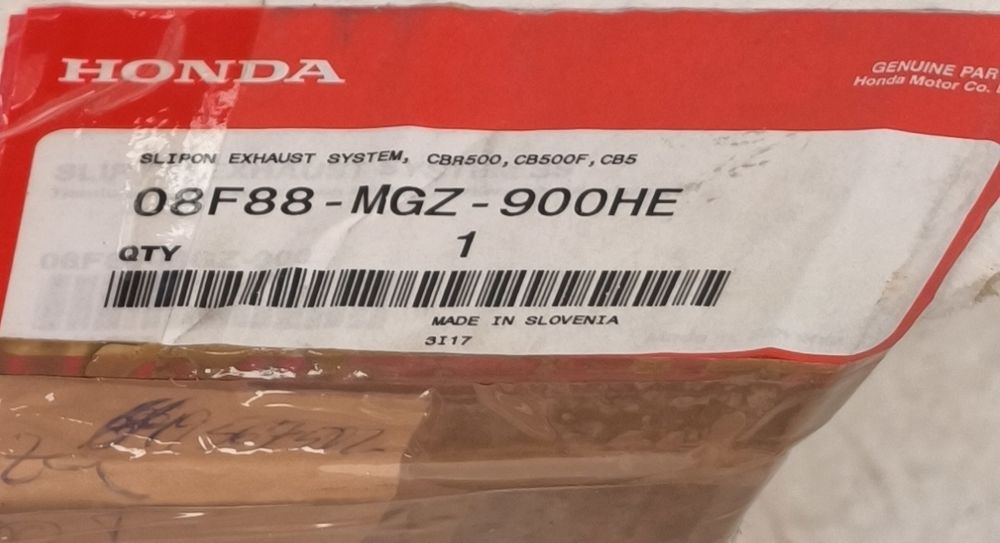 HONDA
GENUINE PAR
Honda Motor Co.
SLIPON EXHAUST SYSTEM, CBR500, CB500F, CB5
08F88-MGZ-900HE
QTY 1
MADE IN SLOVENIA
3I17